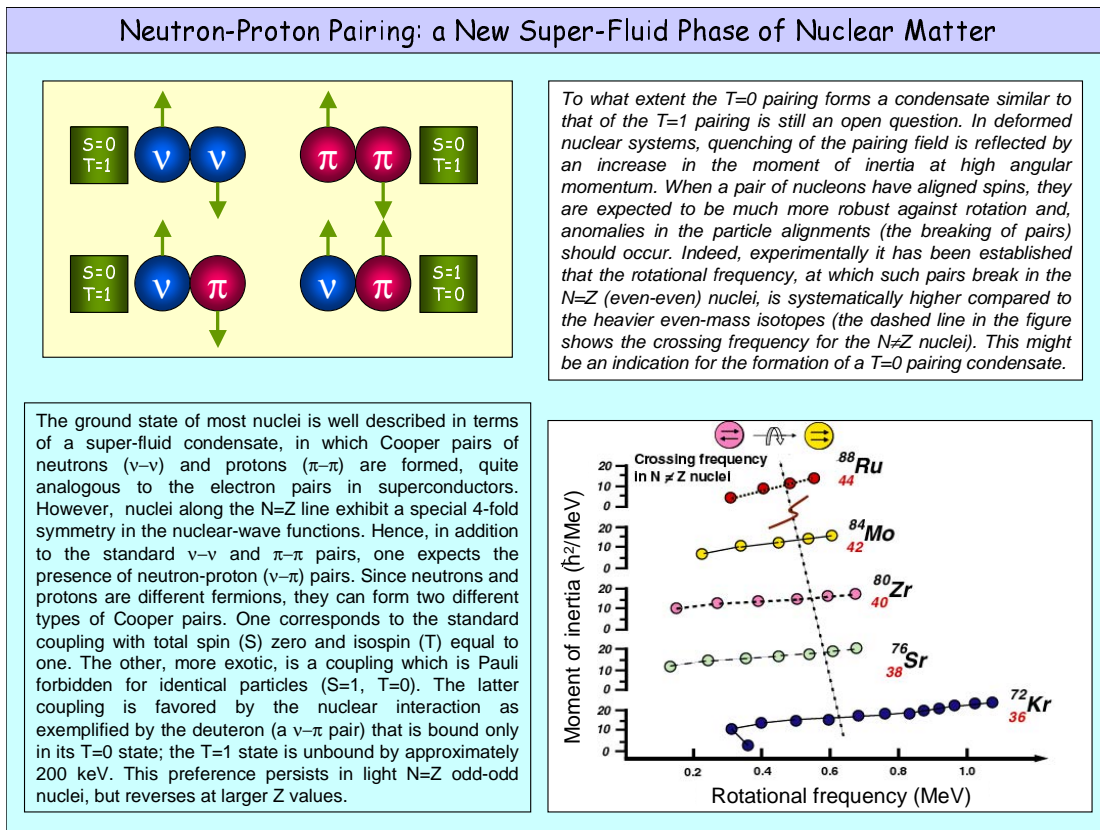 Neutron-Proton Pairing: a New Super-Fluid Phase of Nuclear Matter
S=0
T=1
ν ν
π π
S=0
T=1
S=0
T=1
ν π
ν π
S=1
T=0
To what extent the T=0 pairing forms a condensate similar to
that of the T=1 pairing is still an open question. In deformed
nuclear systems, quenching of the pairing field is reflected by
an increase in the moment of inertia at high angular
momentum. When a pair of nucleons have aligned spins, they
are expected to be much more robust against rotation and,
anomalies in the particle alignments (the breaking of pairs)
should occur. Indeed, experimentally it has been established
that the rotational frequency, at which such pairs break in the
N=Z (even-even) nuclei, is systematically higher compared to
the heavier even-mass isotopes (the dashed line in the figure
shows the crossing frequency for the N≠Z nuclei). This might
be an indication for the formation of a T=0 pairing condensate.
The ground state of most nuclei is well described in terms
of a super-fluid condensate, in which Cooper pairs of
neutrons (ν–ν) and protons (π–π) are formed, quite
analogous to the electron pairs in superconductors.
However, nuclei along the N=Z line exhibit a special 4-fold
symmetry in the nuclear-wave functions. Hence, in addition
to the standard ν–ν and π–π pairs, one expects the
presence of neutron-proton (ν–π) pairs. Since neutrons and
protons are different fermions, they can form two different
types of Cooper pairs. One corresponds to the standard
coupling with total spin (S) zero and isospin (T) equal to
one. The other, more exotic, is a coupling which is Pauli
forbidden for identical particles (S=1, T=0). The latter
coupling is favored by the nuclear interaction as
exemplified by the deuteron (a ν–π pair) that is bound only
in its T=0 state; the T=1 state is unbound by approximately
200 keV. This preference persists in light N=Z odd-odd
nuclei, but reverses at larger Z values.
Crossing frequency
in N ≠ Z nuclei
20
10
0
88
44Ru
20
10
0
84
42Mo
20
10
0
80
40Zr
20
10
0
76
38Sr
20
10
0
72
36Kr
Moment of inertia (ħ²/MeV)
0.2 0.4 0.6 0.8 1.0
Rotational frequency (MeV)